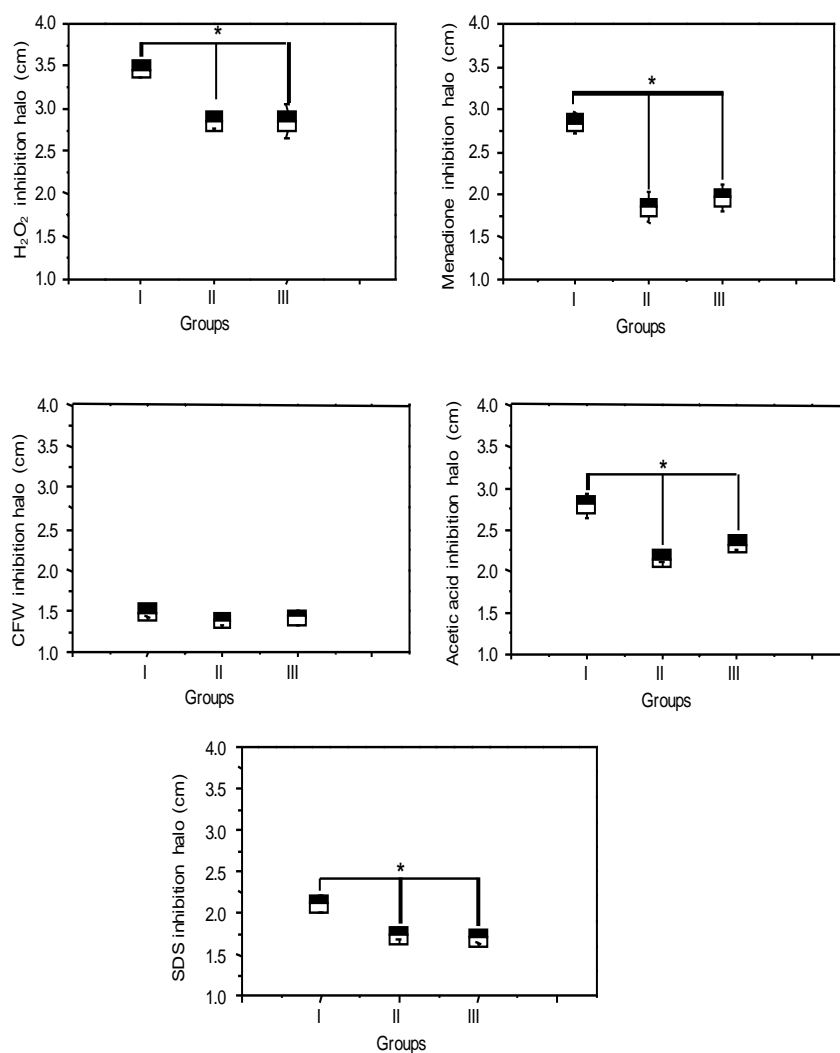 4.0
3.5
3.0
2.5
2.0
1.5
1.0
H₂O₂ inhibition halo (cm)
*
I II III
Groups
4.0
3.5
3.0
2.5
2.0
1.5
1.0
Menadione inhibition halo (cm)
*
I II III
Groups
4.0
3.5
3.0
2.5
2.0
1.5
1.0
CFW inhibition halo (cm)
I II III
Groups
4.0
3.5
3.0
2.5
2.0
1.5
1.0
Acetic acid inhibition halo (cm)
*
I II III
Groups
4.0
3.5
3.0
2.5
2.0
1.5
1.0
SDS inhibition halo (cm)
*
I II III
Groups